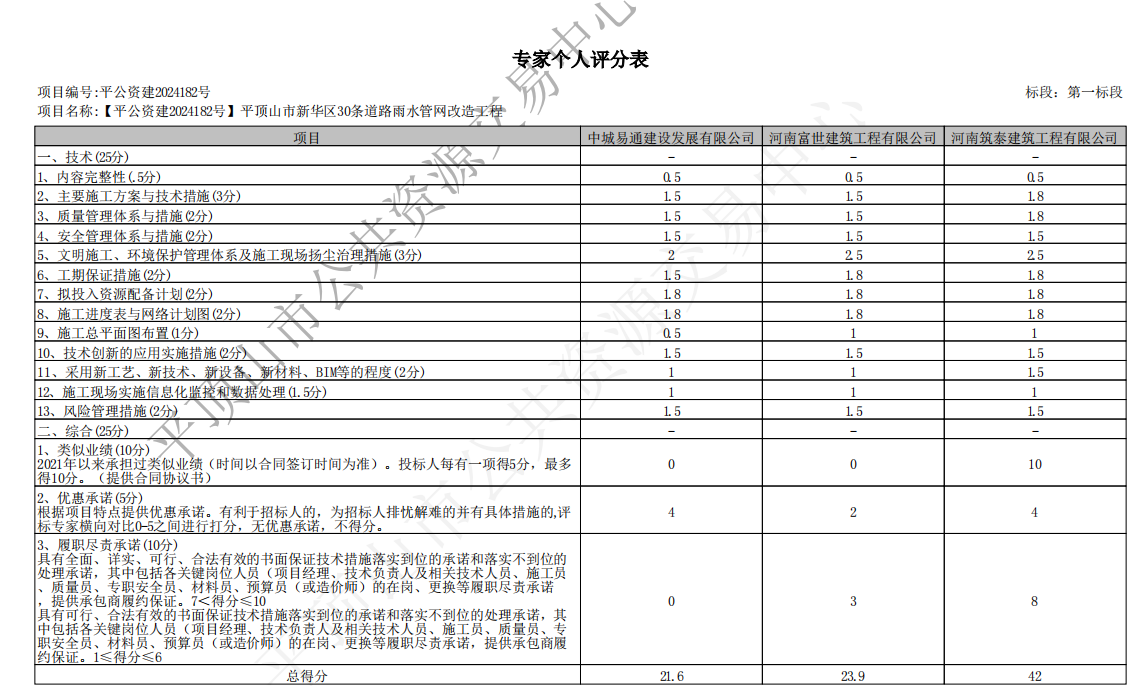 专家个人评分表
项目编号:平公资建2024182号 标段: 第一标段
项目名称:【平公资建2024182号】平顶山市新华区30条道路雨水管网改造工程
项目 中城易通建设发展有限公司 河南富世建筑工程有限公司 河南筑泰建筑工程有限公司
一、技术(25分) - - -
1、内容完整性(.5分) 0.5 0.5 0.5
2、主要施工方案与技术措施(3分) 1.5 1.5 1.8
3、质量管理体系与措施(2分) 1.5 1.5 1.8
4、安全管理体系与措施(2分) 1.5 1.5 1.5
5、文明施工、环境保护管理体系及施工现场扬尘治理措施(3分) 2 2.5 2.5
6、工期保证措施(2分) 1.5 1.8 1.8
7、拟投入资源配备计划(2分) 1.8 1.8 1.8
8、施工进度表与网络计划图(2分) 1.8 1.8 1.8
9、施工总平面图布置(1分) 0.5 1 1
10、技术创新的应用实施措施(2分) 1.5 1.5 1.5
11、采用新工艺、新技术、新设备、新材料、BIM等的程度(2分) 1 1 1.5
12、施工现场实施信息化监控和数据处理(1.5分) 1 1 1
13、风险管理措施(2分) 1.5 1.5 1.5
二、综合(25分) - - -
1、类似业绩(10分)
2021年以来承担过类似业绩（时间以合同签订时间为准）。投标人每有一项得5分，最多
得10分。（提供合同协议书） 0 0 10
2、优惠承诺(5分)
根据项目特点提供优惠承诺。有利于招标人的，为招标人排忧解难的并有具体措施的,评
标专家横向对比0-5之间进行打分，无优惠承诺，不得分。 4 2 4
3、履职尽责承诺(10分)
具有全面、详实、可行、合法有效的书面保证技术措施落实到位的承诺和落实不到位的
处理承诺，其中包括各关键岗位人员（项目经理、技术负责人及相关技术人员、施工员
、质量员、专职安全员、材料员、预算员（或造价师）的在岗、更换等履职尽责承诺
，提供承包商履约保证。7＜得分≤10
具有可行、合法有效的书面保证技术措施落实到位的承诺和落实不到位的处理承诺，其
中包括各关键岗位人员（项目经理、技术负责人及相关技术人员、施工员、质量员、专
职安全员、材料员、预算员（或造价师）的在岗、更换等履职尽责承诺，提供承包商履
约保证。1≤得分≤6 0 3 8
总得分 21.6 23.9 42
平顶山市公共资源交易中心
平顶山市公共资源交易中心